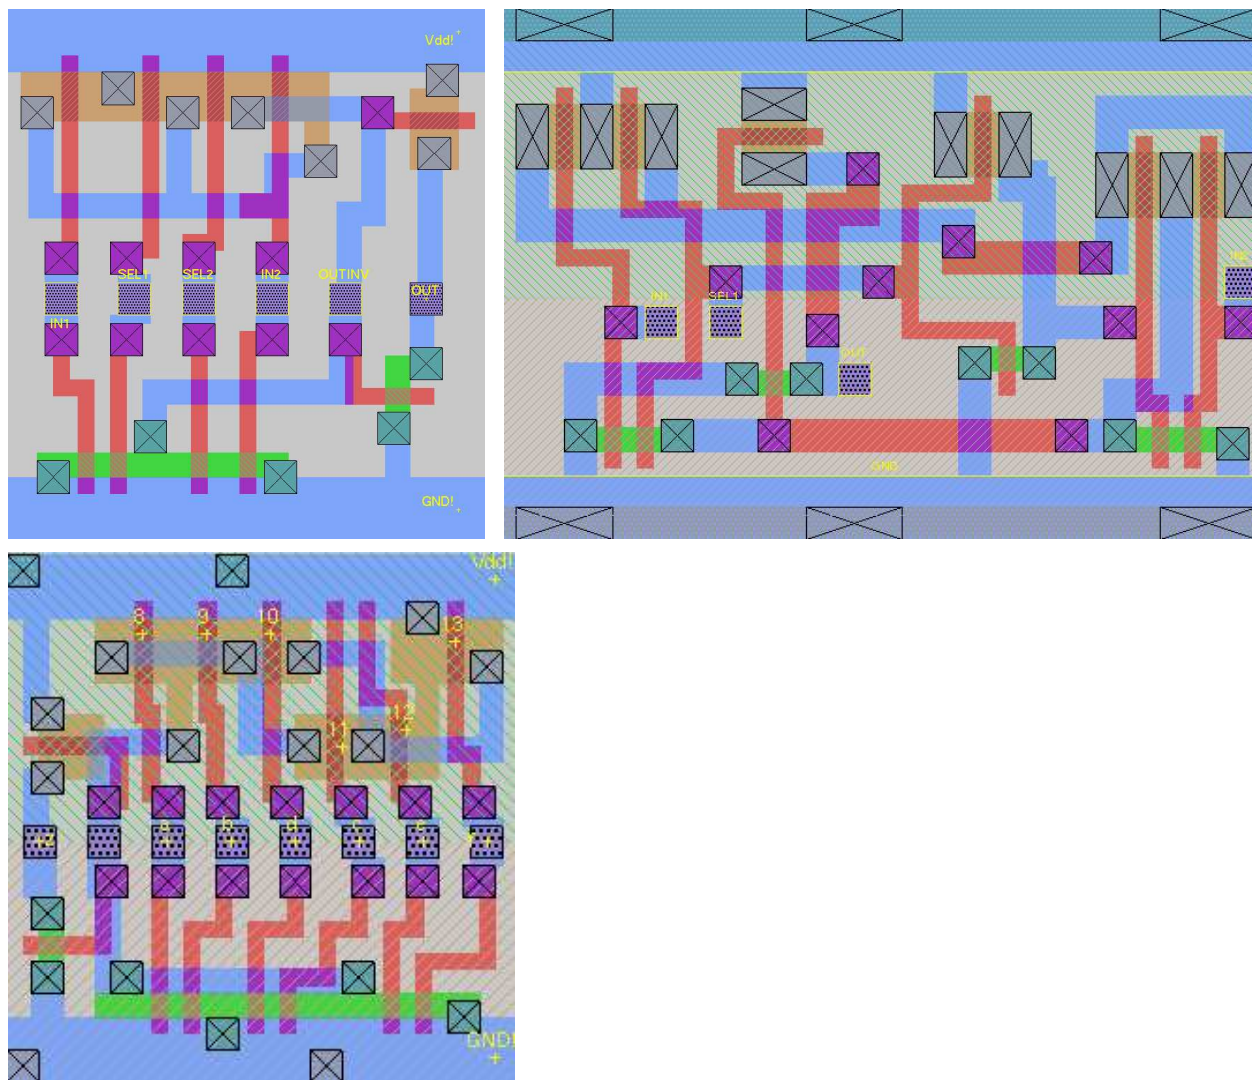 Vdd!
SEL1 SEL2 IN2 OUTINV
OUT
IN1
GND!
IN1 SEL1
OUT
GND
Vdd!
8 9 10 13
12
11
Z a b d c e
GND!